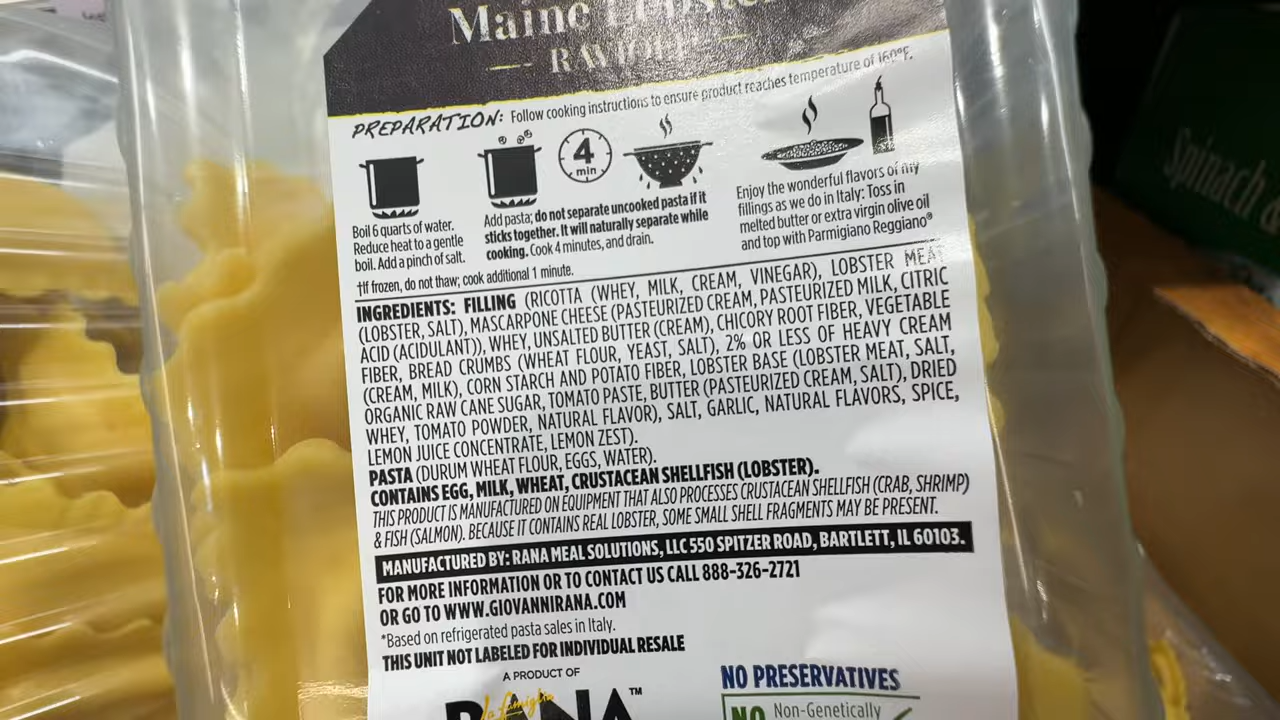 Maine Lobster
RAVIOLI
PREPARATION: Follow cooking instructions to ensure product reaches temperature of 160°F.
4
min
Boil 6 quarts of water.
Reduce heat to a gentle
boil. Add a pinch of salt.
Add pasta; do not separate uncooked pasta if it
sticks together. It will naturally separate while
cooking. Cook 4 minutes, and drain.
Enjoy the wonderful flavors of my
fillings as we do in Italy: Toss in
melted butter or extra virgin olive oil
and top with Parmigiano Reggiano®
†If frozen, do not thaw; cook additional 1 minute.
INGREDIENTS: FILLING (RICOTTA (WHEY, MILK, CREAM, VINEGAR), LOBSTER MEAT
(LOBSTER, SALT), MASCARPONE CHEESE (PASTEURIZED CREAM, PASTEURIZED MILK, CITRIC
ACID (ACIDULANT)), WHEY, UNSALTED BUTTER (CREAM), CHICORY ROOT FIBER, VEGETABLE
FIBER, BREAD CRUMBS (WHEAT FLOUR, YEAST, SALT), 2% OR LESS OF HEAVY CREAM
(CREAM, MILK), CORN STARCH AND POTATO FIBER, LOBSTER BASE (LOBSTER MEAT, SALT,
ORGANIC RAW CANE SUGAR, TOMATO PASTE, BUTTER (PASTEURIZED CREAM, SALT), DRIED
WHEY, TOMATO POWDER, NATURAL FLAVOR), SALT, GARLIC, NATURAL FLAVORS, SPICE,
LEMON JUICE CONCENTRATE, LEMON ZEST).
PASTA (DURUM WHEAT FLOUR, EGGS, WATER).
CONTAINS EGG, MILK, WHEAT, CRUSTACEAN SHELLFISH (LOBSTER).
THIS PRODUCT IS MANUFACTURED ON EQUIPMENT THAT ALSO PROCESSES CRUSTACEAN SHELLFISH (CRAB, SHRIMP)
& FISH (SALMON). BECAUSE IT CONTAINS REAL LOBSTER, SOME SMALL SHELL FRAGMENTS MAY BE PRESENT.
MANUFACTURED BY: RANA MEAL SOLUTIONS, LLC 550 SPITZER ROAD, BARTLETT, IL 60103.
FOR MORE INFORMATION OR TO CONTACT US CALL 888-326-2721
OR GO TO WWW.GIOVANNIRANA.COM
*Based on refrigerated pasta sales in Italy.
THIS UNIT NOT LABELED FOR INDIVIDUAL RESALE
A PRODUCT OF
la famiglia
RANA™
NO PRESERVATIVES
NO Non-Genetically
Spinach &